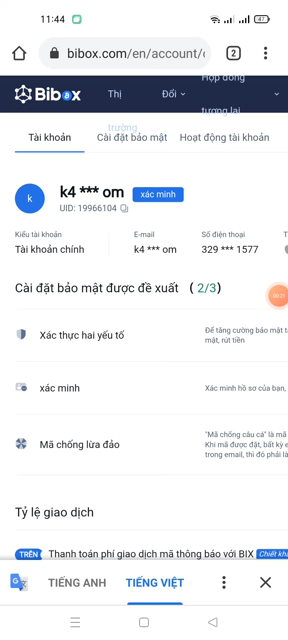 11:44
47
bibox.com/en/account/
2
Bibox
Thị
trường
Đổi
Hợp đồng
tương lai
Tài khoản
Cài đặt bảo mật
Hoạt động tài khoản
k
k4 *** om
xác minh
UID: 19966104
Kiểu tài khoản
E-mail
Số điện thoại
Tài khoản chính
k4 *** om
329 *** 1577
Cài đặt bảo mật được đề xuất ( 2/3)
Xác thực hai yếu tố
Để tăng cường bảo mật t
mật, rút tiền
xác minh
Xác minh hồ sơ của bạn,
Mã chống lừa đảo
"Mã chống câu cá" là mã
Khi mã được đặt, bất kỳ e
trong email, thì đó phải là
Tỷ lệ giao dịch
TRÊN
Thanh toán phí giao dịch mã thông báo với BIX
Chiết khấ
TIẾNG ANH
TIẾNG VIỆT